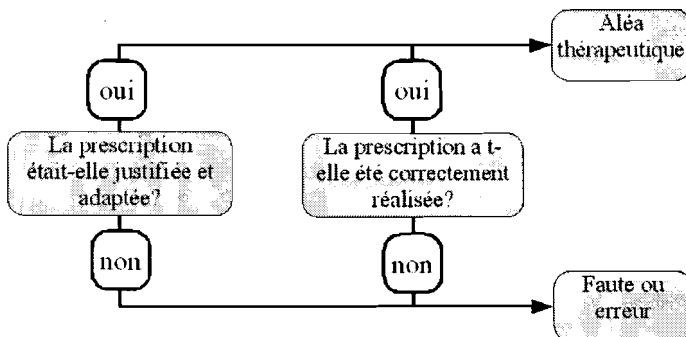 Aléa
thérapeutique
oui
oui
La prescription
était-elle justifiée et
adaptée?
La prescription a t-
elle été correctement
réalisée?
non
non
Faute ou
erreur